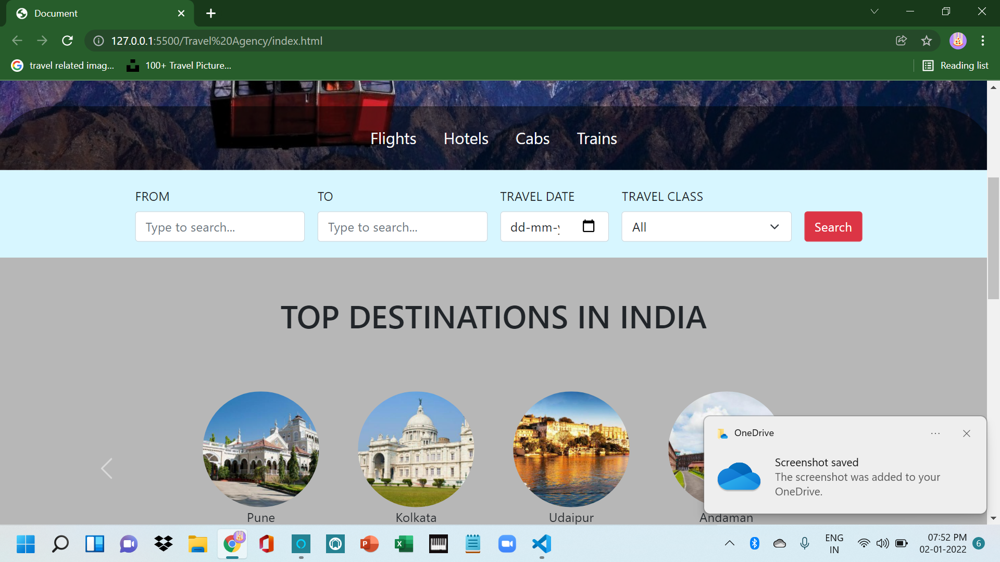 Document
127.0.0.1:5500/Travel%20Agency/index.html
travel related imag...
100+ Travel Picture...
Reading list
Flights Hotels Cabs Trains
FROM TO TRAVEL DATE TRAVEL CLASS
Type to search... Type to search... dd-mm-y All Search
TOP DESTINATIONS IN INDIA
OneDrive
Screenshot saved
The screenshot was added to your
OneDrive.
Pune Kolkata Udaipur Andaman
ENG
IN
07:52 PM
02-01-2022
6